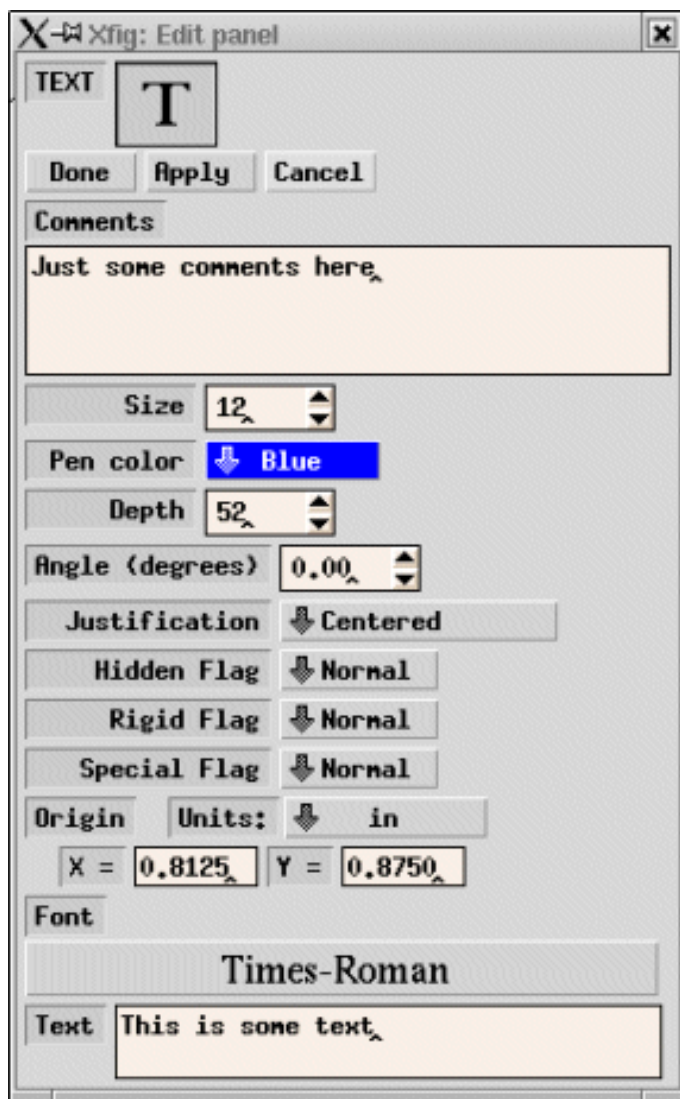 Xfig: Edit panel
TEXT T
Done Apply Cancel
Comments
Just some comments here
Size 12
Pen color Blue
Depth 52
Angle (degrees) 0.00
Justification Centered
Hidden Flag Normal
Rigid Flag Normal
Special Flag Normal
Origin Units: in
X = 0.8125 Y = 0.8750
Font
Times-Roman
Text This is some text